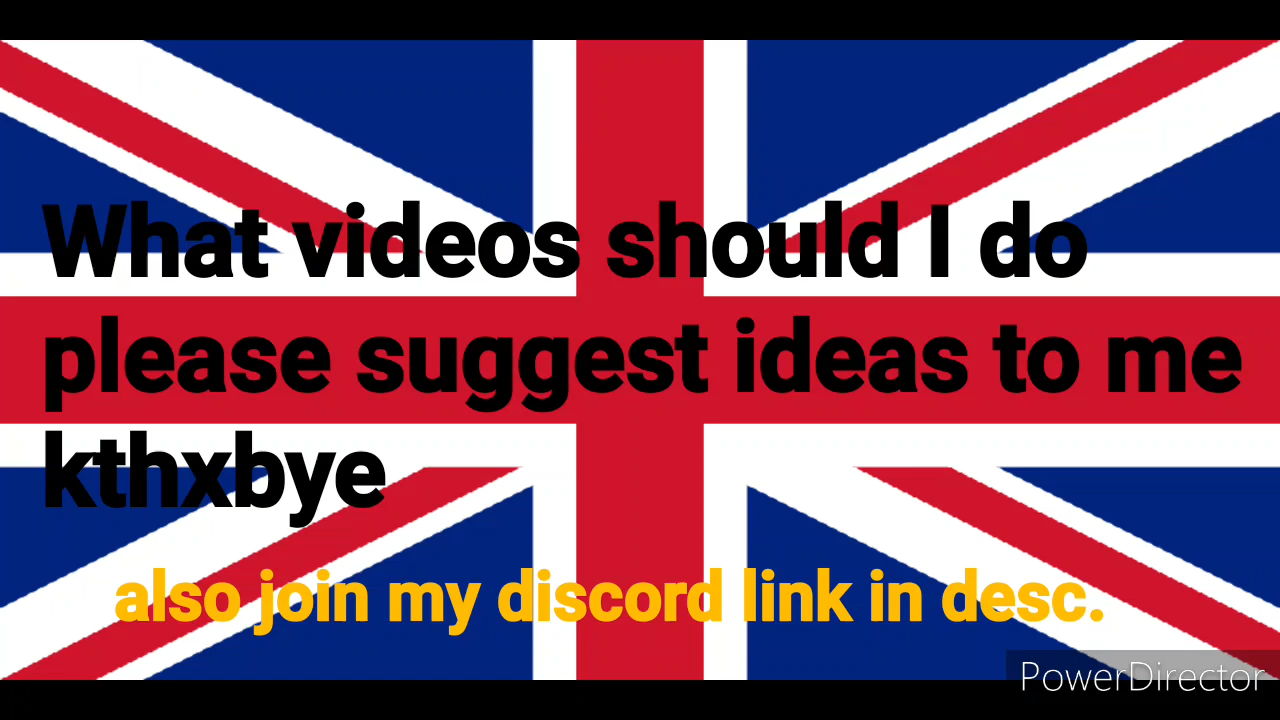 What videos should I do
please suggest ideas to me
kthxbye
also join my discord link in desc.
PowerDirector